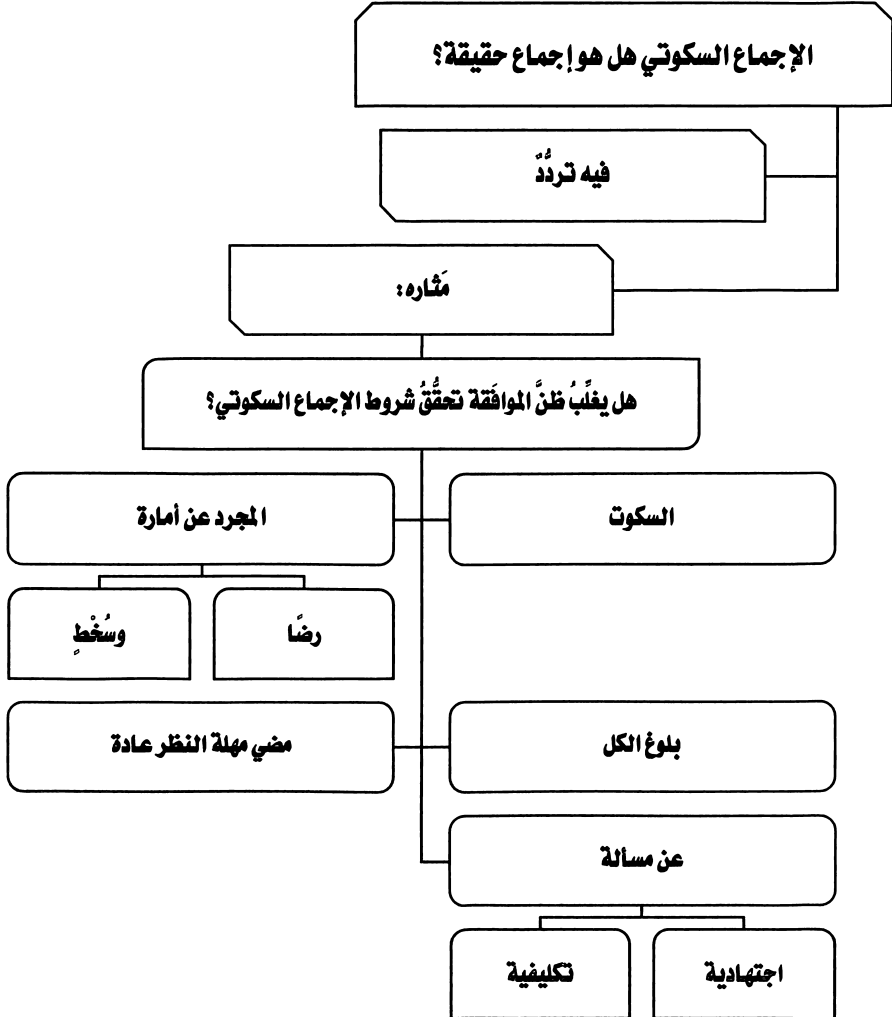 الإجماع السكوتي هل هو إجماع حقيقة؟
فيه تردُّدٌ
مَثاره:
هل يغلِّبُ ظنَّ الموافَقة تحقُّقُ شروط الإجماع السكوتي؟
السكوت
المجرد عن أمارة
رضًا
وسُخْطٍ
بلوغ الكل
مضي مهلة النظر عادة
عن مسألة
اجتهادية
تكليفية